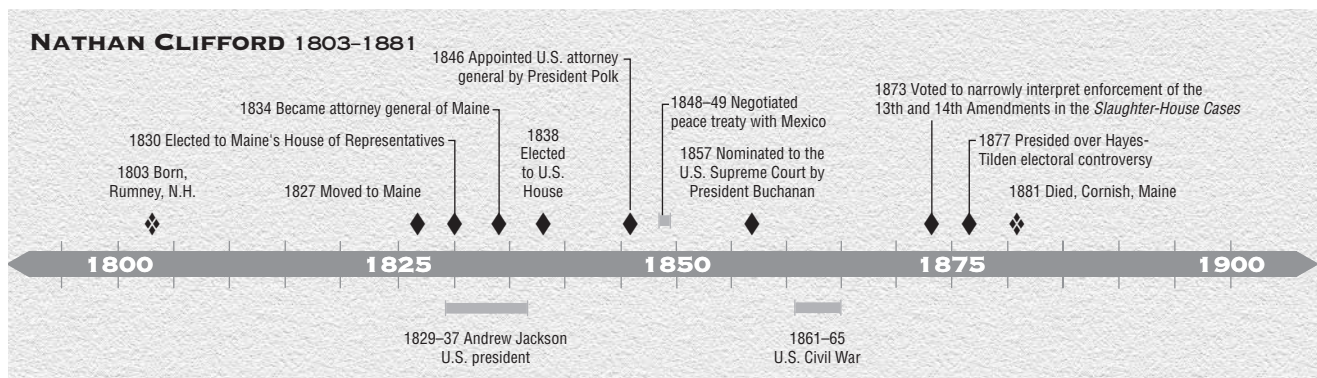 NATHAN CLIFFORD 1803–1881
1846 Appointed U.S. attorney
general by President Polk
1834 Became attorney general of Maine
1830 Elected to Maine's House of Representatives
1803 Born,
Rumney, N.H.
1827 Moved to Maine
1838
Elected
to U.S.
House
1848–49 Negotiated
peace treaty with Mexico
1857 Nominated to the
U.S. Supreme Court by
President Buchanan
1873 Voted to narrowly interpret enforcement of the
13th and 14th Amendments in the Slaughter-House Cases
1877 Presided over Hayes-
Tilden electoral controversy
1881 Died, Cornish, Maine
1800 1825 1850 1875 1900
1829–37 Andrew Jackson
U.S. president
1861–65
U.S. Civil War